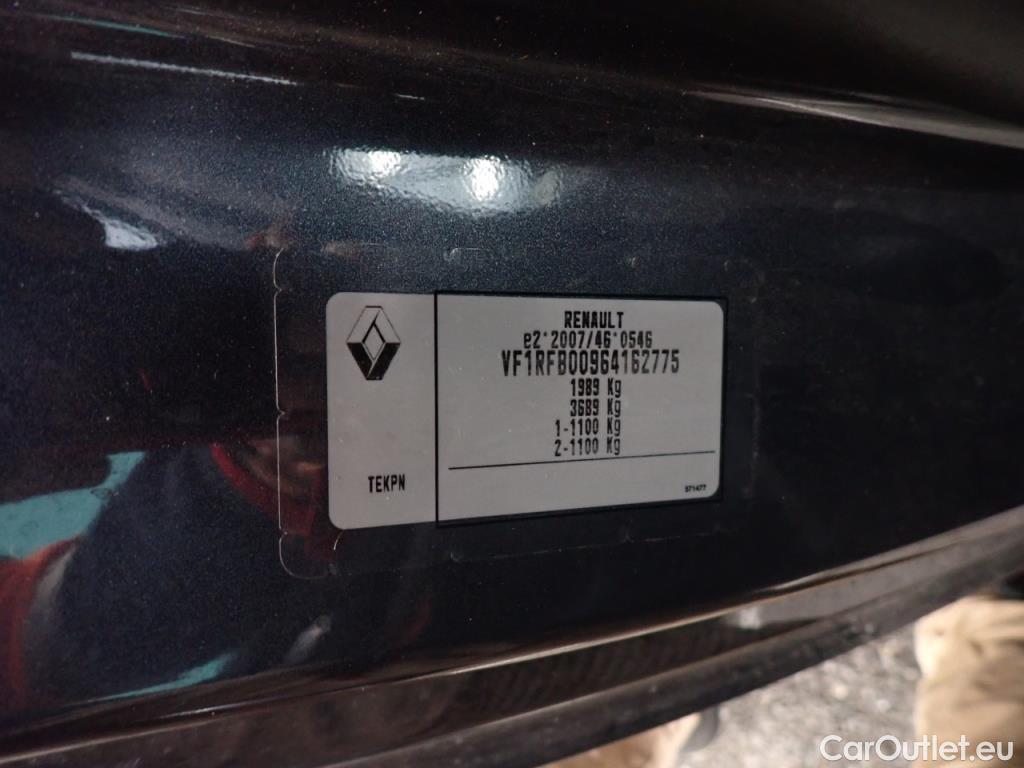 RENAULT
e2*2007/46*0546
VF1RFB00964162775
1989 Kg
3689 Kg
1-1100 Kg
2-1100 Kg
TEKPN
571477
CarOutlet.eu